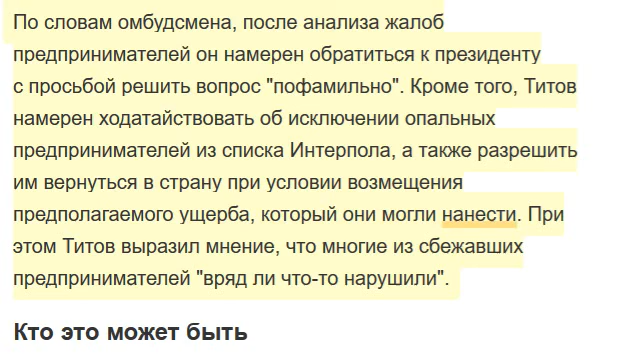 По словам омбудсмена, после анализа жалоб
предпринимателей он намерен обратиться к президенту
с просьбой решить вопрос "пофамильно". Кроме того, Титов
намерен ходатайствовать об исключении опальных
предпринимателей из списка Интерпола, а также разрешить
им вернуться в страну при условии возмещения
предполагаемого ущерба, который они могли нанести. При
этом Титов выразил мнение, что многие из сбежавших
предпринимателей "вряд ли что-то нарушили".
Кто это может быть